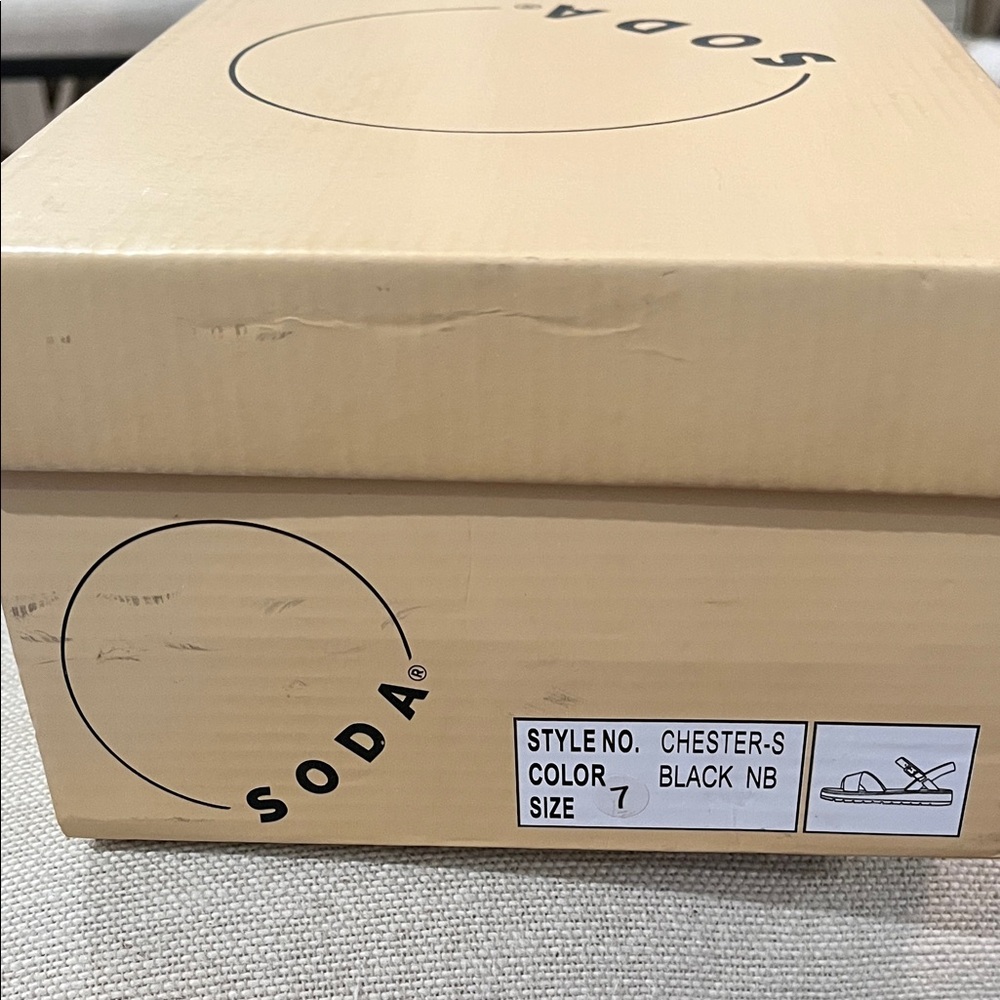 SODA®
SODA®
STYLE NO. CHESTER-S
COLOR BLACK NB
SIZE 7